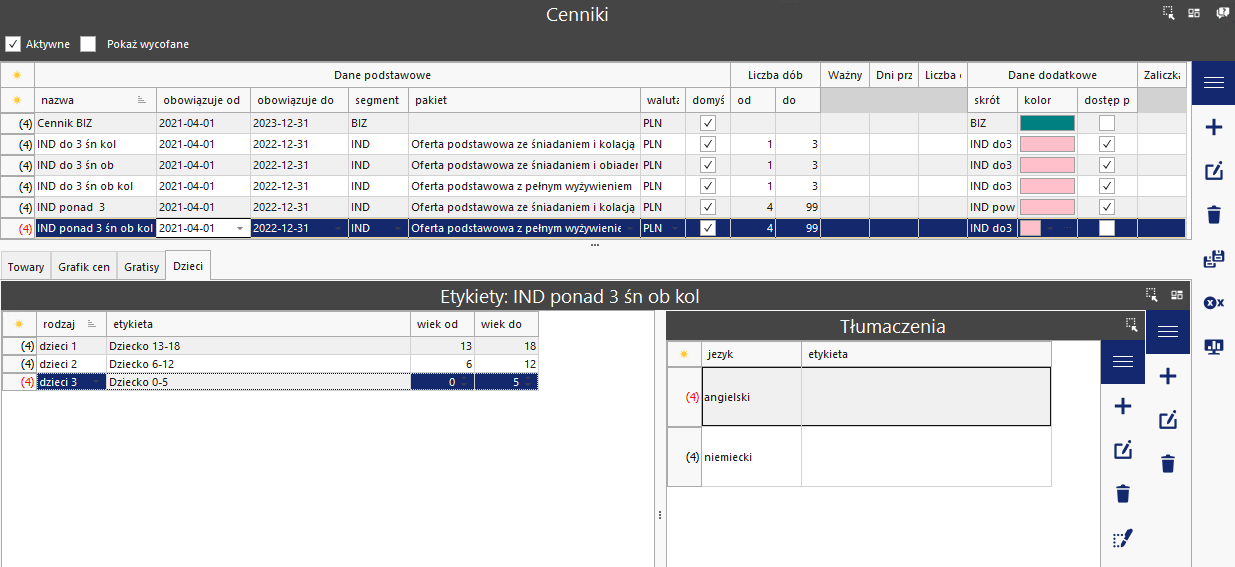 Cenniki
Aktywne Pokaż wycofane
Dane podstawowe Liczba dób Ważny Dni prz Liczba Dane dodatkowe Zaliczka
nazwa obowiązuje od obowiązuje do segment pakiet waluta domyś od do skrót kolor dostęp p
(4) Cennik BIZ 2021-04-01 2023-12-31 BIZ PLN BIZ
(4) IND do 3 śn kol 2021-04-01 2022-12-31 IND Oferta podstawowa ze śniadaniem i kolacją PLN 1 3 IND do3
(4) IND do 3 śn ob 2021-04-01 2022-12-31 IND Oferta podstawowa ze śniadaniem i obiadem PLN 1 3 IND do3
(4) IND do 3 śn ob kol 2021-04-01 2022-12-31 IND Oferta podstawowa z pełnym wyżywieniem PLN 1 3 IND do3
(4) IND ponad 3 2021-04-01 2022-12-31 IND Oferta podstawowa ze śniadaniem i kolacją PLN 4 99 IND pow
(4) IND ponad 3 śn ob kol 2021-04-01 2022-12-31 IND Oferta podstawowa z pełnym wyżywienie PLN 4 99 IND do3
Towary Grafik cen Gratisy Dzieci
Etykiety: IND ponad 3 śn ob kol
rodzaj etykieta wiek od wiek do
(4) dzieci 1 Dziecko 13-18 13 18
(4) dzieci 2 Dziecko 6-12 6 12
(4) dzieci 3 Dziecko 0-5 0 5
Tłumaczenia
jezyk etykieta
(4) angielski
(4) niemiecki